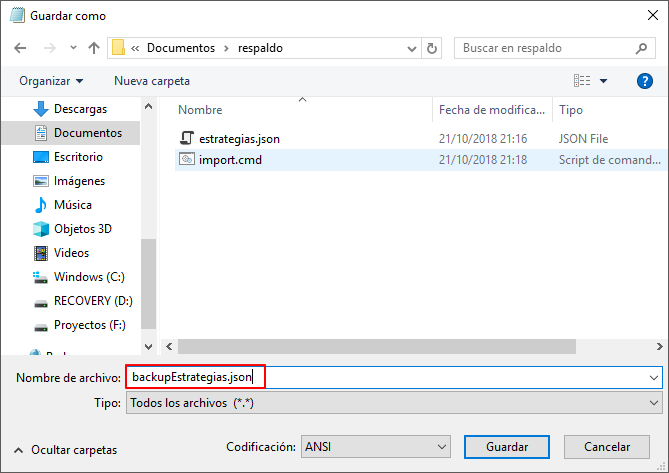 Guardar como
« Documentos › respaldo
Buscar en respaldo
Organizar Nueva carpeta
Descargas
Documentos
Escritorio
Imágenes
Música
Objetos 3D
Videos
Windows (C:)
RECOVERY (D:)
Proyectos (F:)
Nombre Fecha de modifica... Tipo
estrategias.json 21/10/2018 21:16 JSON File
import.cmd 21/10/2018 21:18 Script de comand...
Nombre de archivo: backupEstrategias.json
Tipo: Todos los archivos (*.*)
Ocultar carpetas Codificación: ANSI Guardar Cancelar